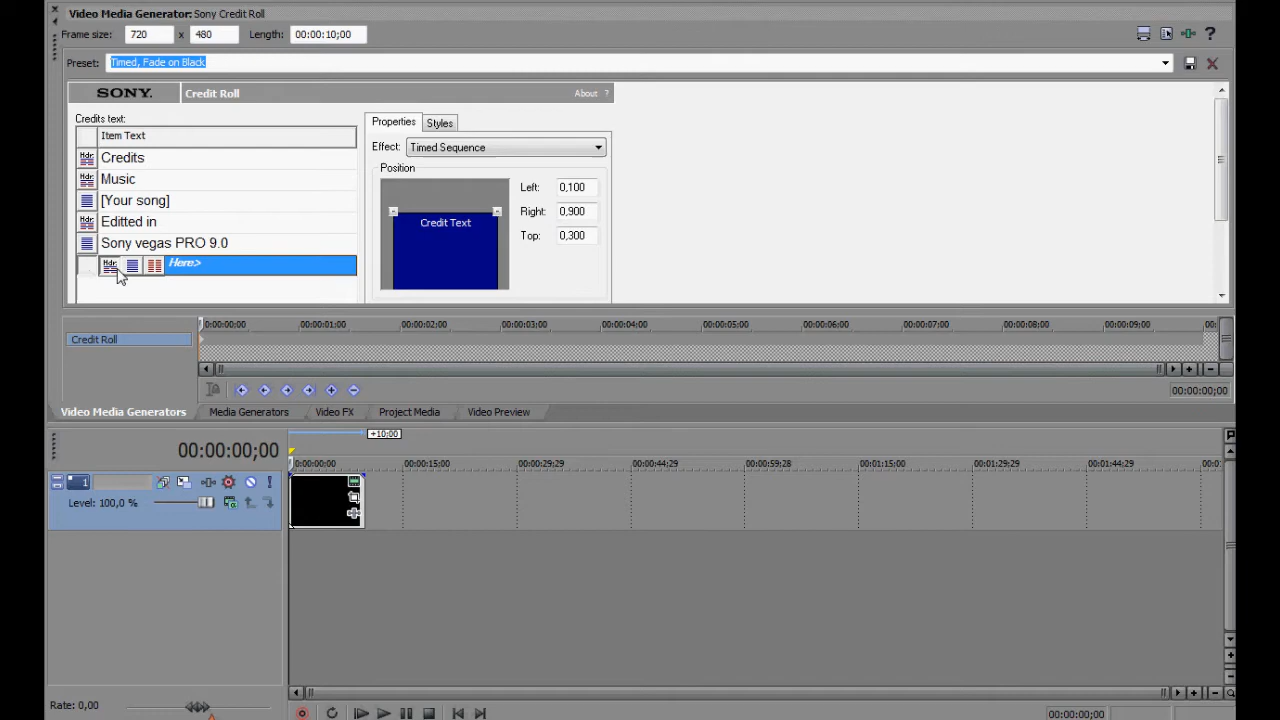 Video Media Generator: Sony Credit Roll
Frame size: 720 x 480 Length: 00:00:10;00
Preset: Timed, Fade on Black
SONY. Credit Roll About ?
Credits text:
Item Text
Hdr: Credits
Hdr: Music
[Your song]
Hdr: Editted in
Sony vegas PRO 9.0
Hdr: Here>
Properties Styles
Effect: Timed Sequence
Position
Credit Text
Left: 0,100
Right: 0,900
Top: 0,300
0:00:00;00 00:00:01;00 00:00:02;00 00:00:03;00 00:00:04;00 00:00:05;00 00:00:06;00 00:00:07;00 00:00:08;00 00:00:09;00 00:
Credit Roll
00:00:00;00
Video Media Generators Media Generators Video FX Project Media Video Preview
+10:00
00:00:00;00
0:00:00;00 00:00:15;00 00:00:29;29 00:00:44;29 00:00:59;28 00:01:15;00 00:01:29;29 00:01:44;29 00:0
1
Level: 100,0 %
Rate: 0,00
00:00:00;00